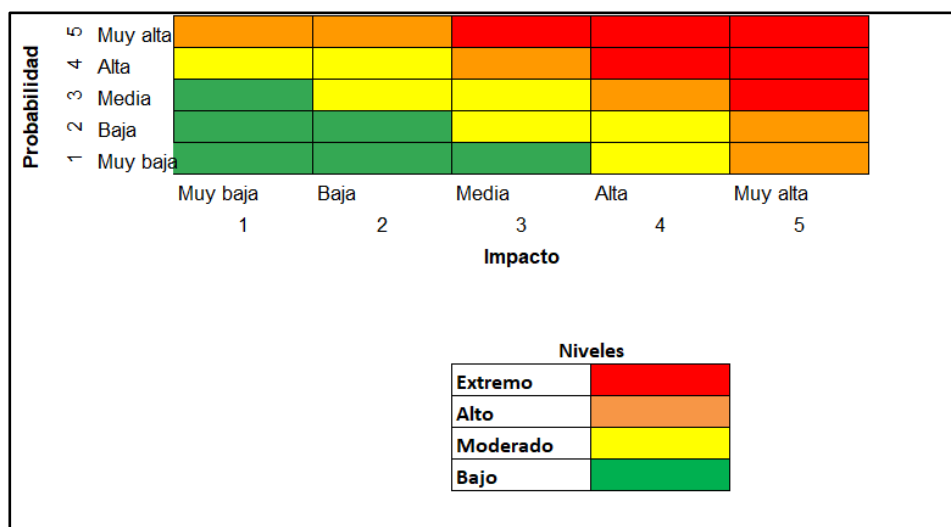 Probabilidad
5 Muy alta
4 Alta
3 Media
2 Baja
1 Muy baja
Muy baja Baja Media Alta Muy alta
1 2 3 4 5
Impacto
Niveles
Extremo
Alto
Moderado
Bajo